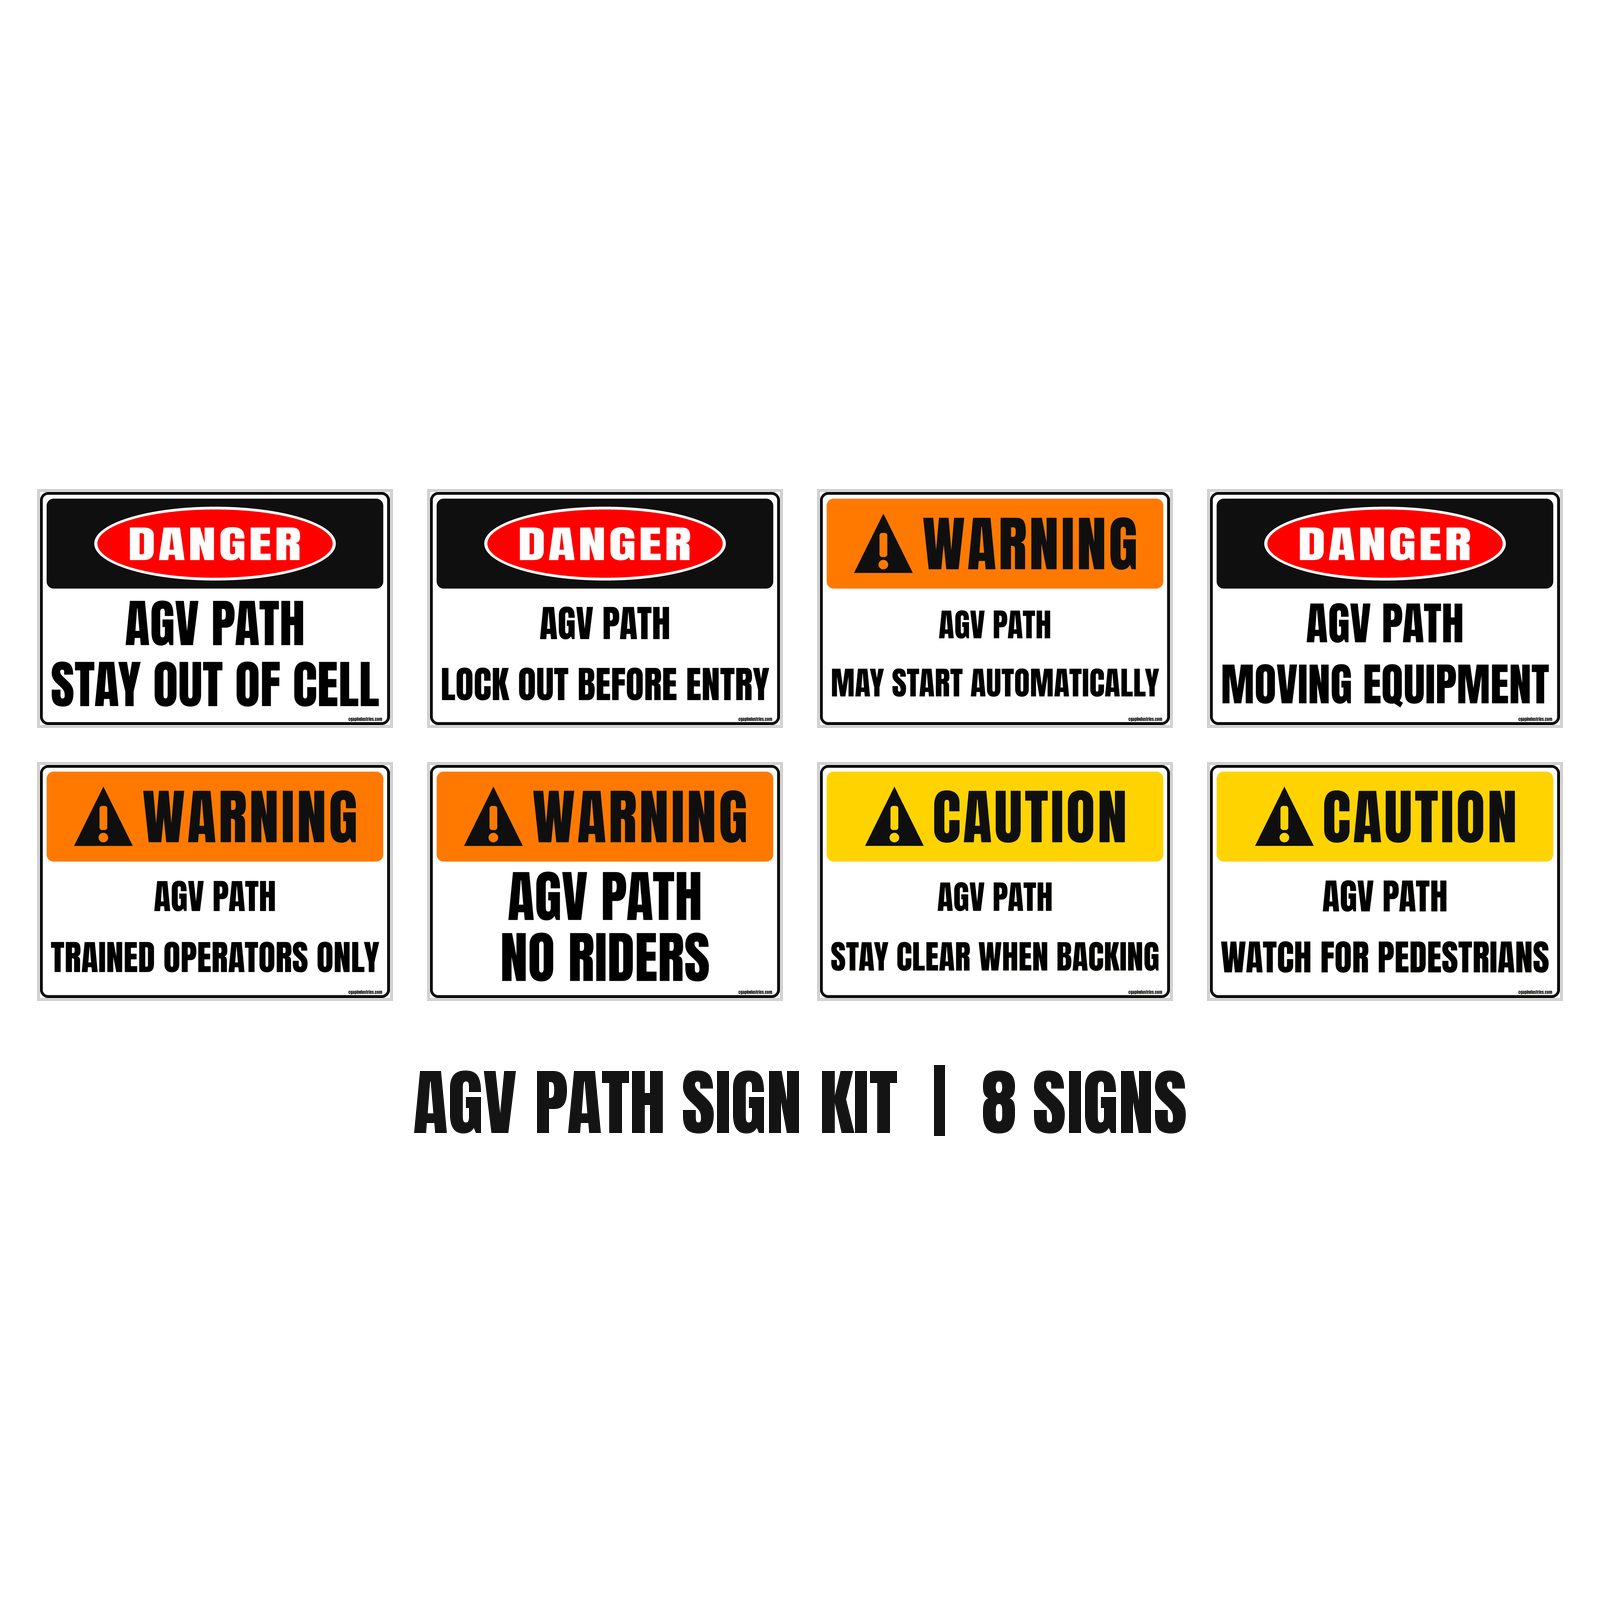 DANGER
AGV PATH
STAY OUT OF CELL
DANGER
AGV PATH
LOCK OUT BEFORE ENTRY
WARNING
AGV PATH
MAY START AUTOMATICALLY
DANGER
AGV PATH
MOVING EQUIPMENT
WARNING
AGV PATH
TRAINED OPERATORS ONLY
WARNING
AGV PATH
NO RIDERS
CAUTION
AGV PATH
STAY CLEAR WHEN BACKING
CAUTION
AGV PATH
WATCH FOR PEDESTRIANS
AGV PATH SIGN KIT | 8 SIGNS